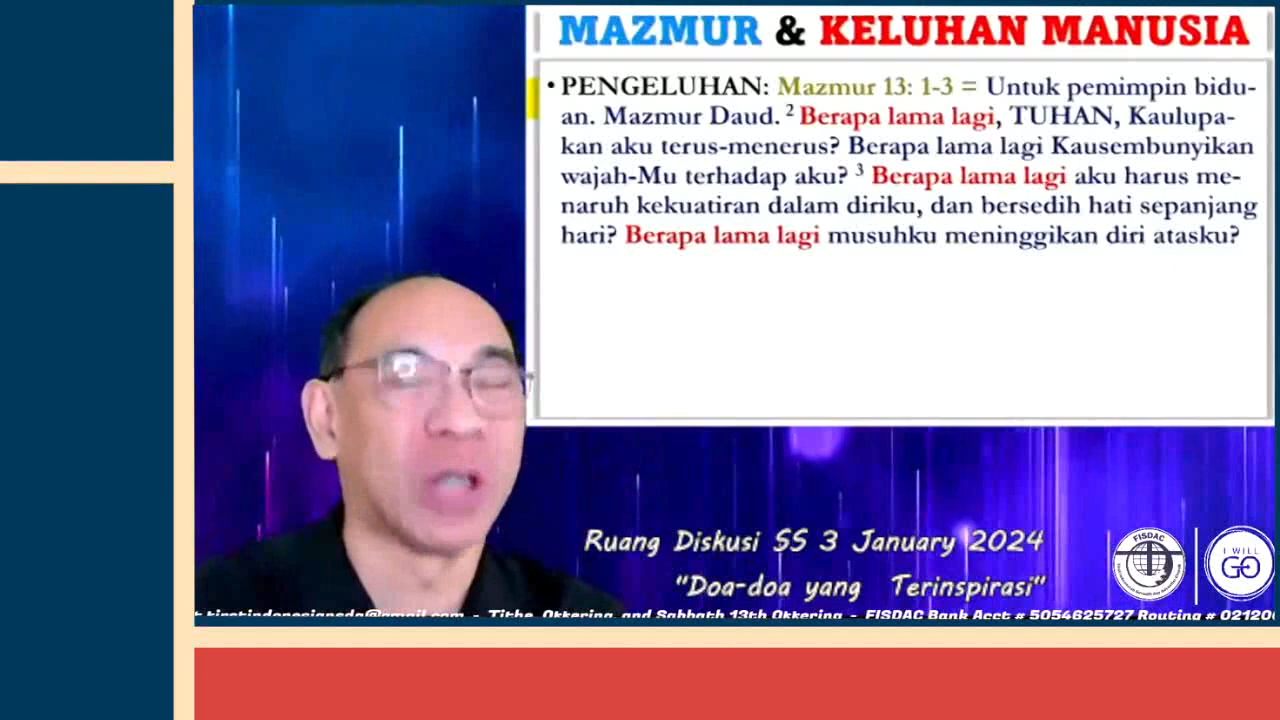 MAZMUR & KELUHAN MANUSIA
• PENGELUHAN: Mazmur 13: 1-3 = Untuk pemimpin bidu-
an. Mazmur Daud. 2 Berapa lama lagi, TUHAN, Kaulupa-
kan aku terus-menerus? Berapa lama lagi Kausembunyikan
wajah-Mu terhadap aku? 3 Berapa lama lagi aku harus me-
naruh kekuatiran dalam diriku, dan bersedih hati sepanjang
hari? Berapa lama lagi musuhku meninggikan diri atasku?
Ruang Diskusi SS 3 January 2024
"Doa-doa yang Terinspirasi"
FISDAC
I WILL
GO
Tithe, Offering, and Sabbath 13th Offering - FISDAC Bank Acct # 5054625727 Routing # 02120